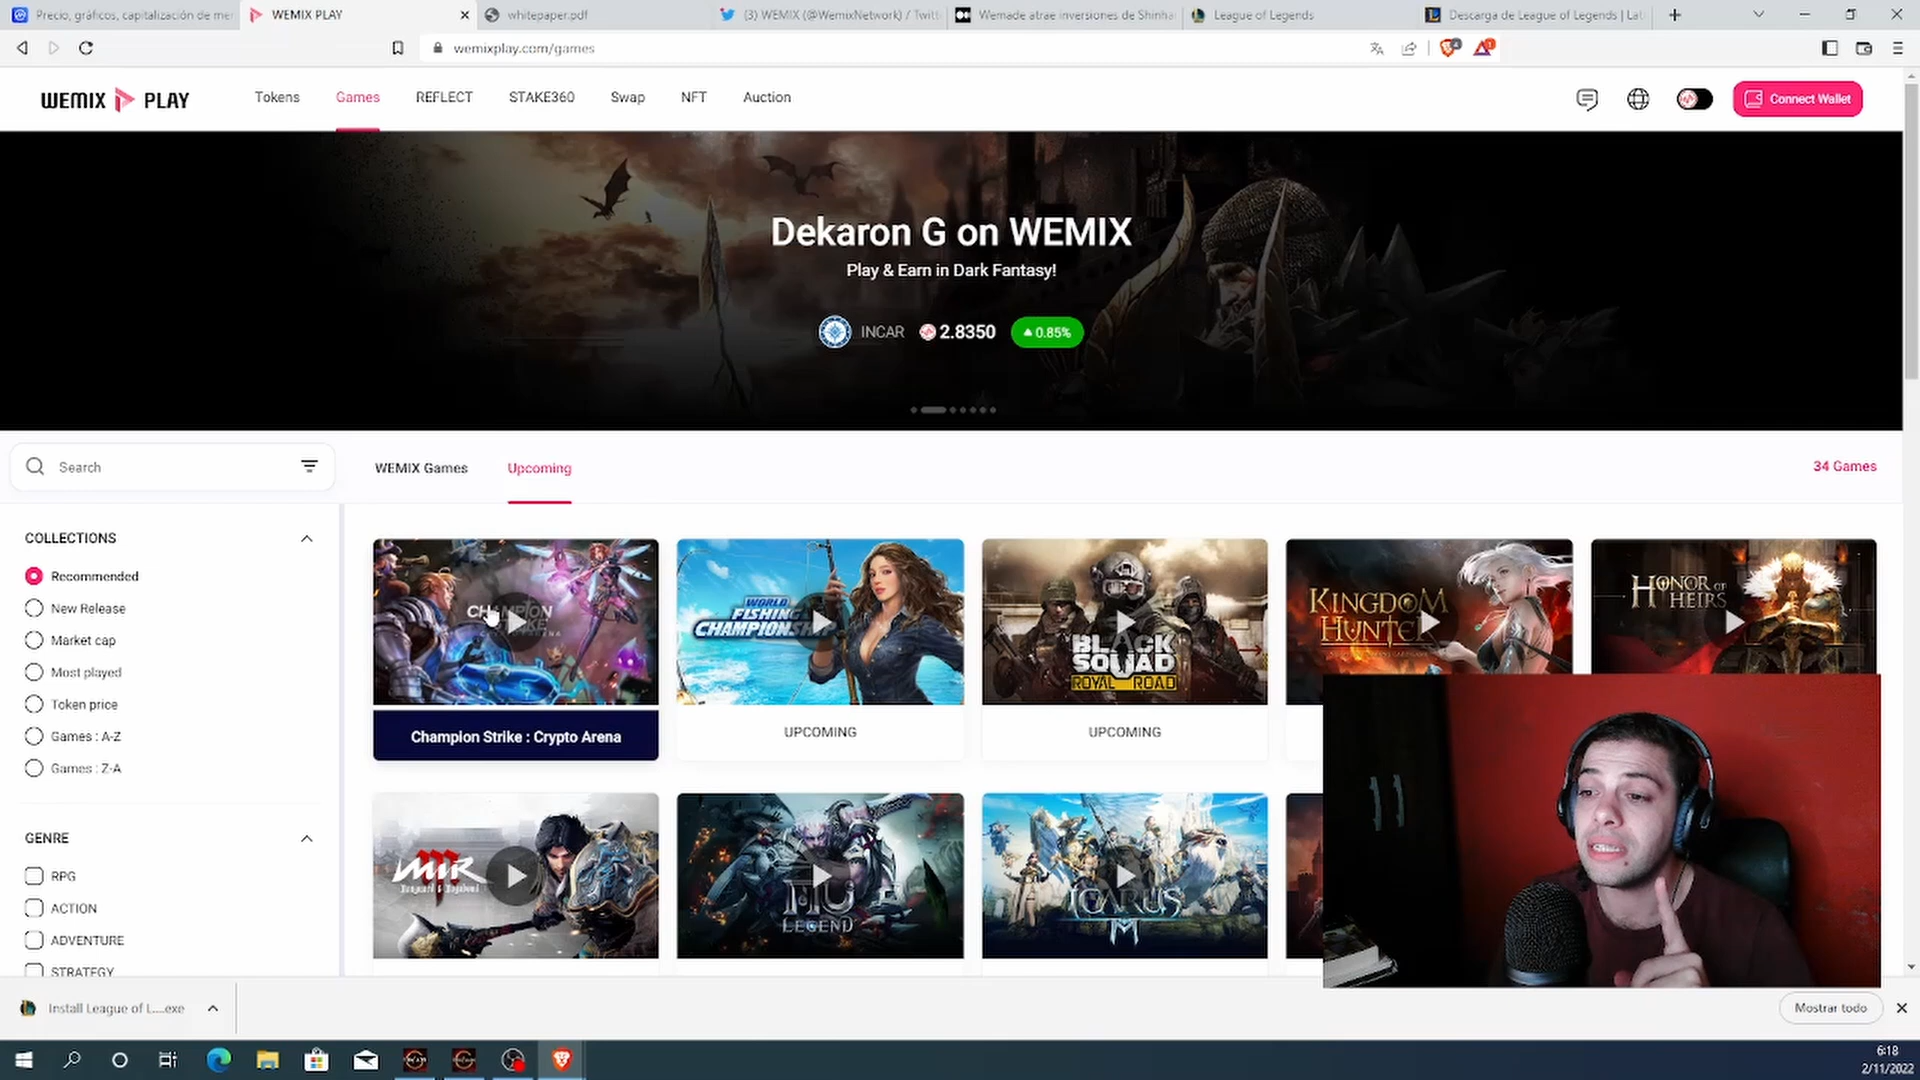 Precio, gráficos, capitalización de mer
WEMIX PLAY
whitepaper.pdf
(3) WEMIX (@WemixNetwork) / Twitt
Wemade atrae inversiones de Shinha
League of Legends
Descarga de League of Legends | Lat
wemixplay.com/games
WEMIX PLAY
Tokens
Games
REFLECT
STAKE360
Swap
NFT
Auction
Connect Wallet
Dekaron G on WEMIX
Play & Earn in Dark Fantasy!
INCAR 2.8350 0.85%
Search
WEMIX Games
Upcoming
34 Games
COLLECTIONS
Recommended
New Release
Market cap
Most played
Token price
Games : A-Z
Games : Z-A
GENRE
RPG
ACTION
ADVENTURE
STRATEGY
Champion Strike : Crypto Arena
WORLD
FISHING
CHAMPIONSHIP
UPCOMING
BLACK
SQUAD
ROYAL ROAD
UPCOMING
KINGDOM
HUNTER
HONOR OF
HEIRS
MIR
MU
LEGEND
ICARUS
M
Install League of L....exe
Mostrar todo
6:18
2/11/2022